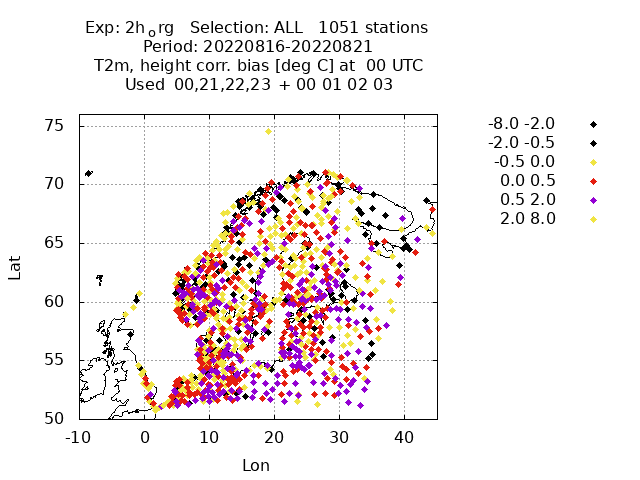 Exp: 2h_o rg Selection: ALL 1051 stations
Period: 20220816-20220821
T2m, height corr. bias [deg C] at 00 UTC
Used 00,21,22,23 + 00 01 02 03
-8.0 -2.0
-2.0 -0.5
-0.5 0.0
0.0 0.5
0.5 2.0
2.0 8.0
75
70
65
60
55
50
Lat
-10 0 10 20 30 40
Lon